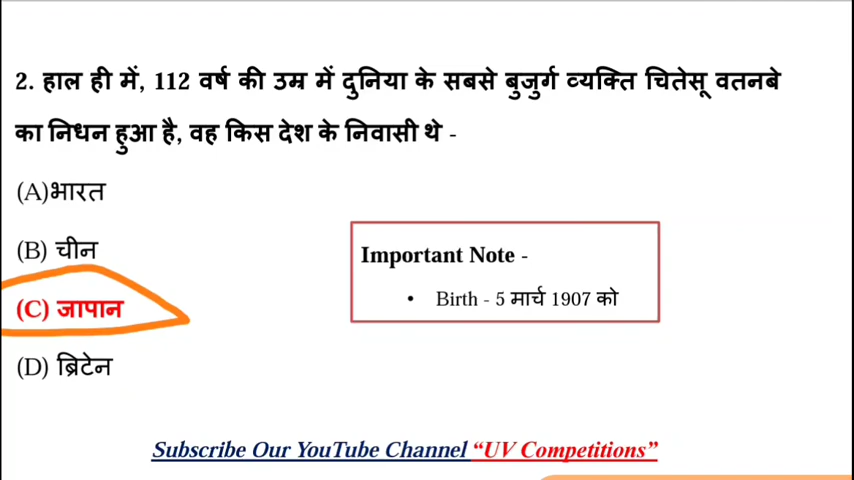 2. हाल ही में, 112 वर्ष की उम्र में दुनिया के सबसे बुजुर्ग व्यक्ति चितेसू वतनबे
का निधन हुआ है, वह किस देश के निवासी थे -
(A)भारत
(B) चीन
(C) जापान
(D) ब्रिटेन
Important Note -
• Birth - 5 मार्च 1907 को
Subscribe Our YouTube Channel “UV Competitions”